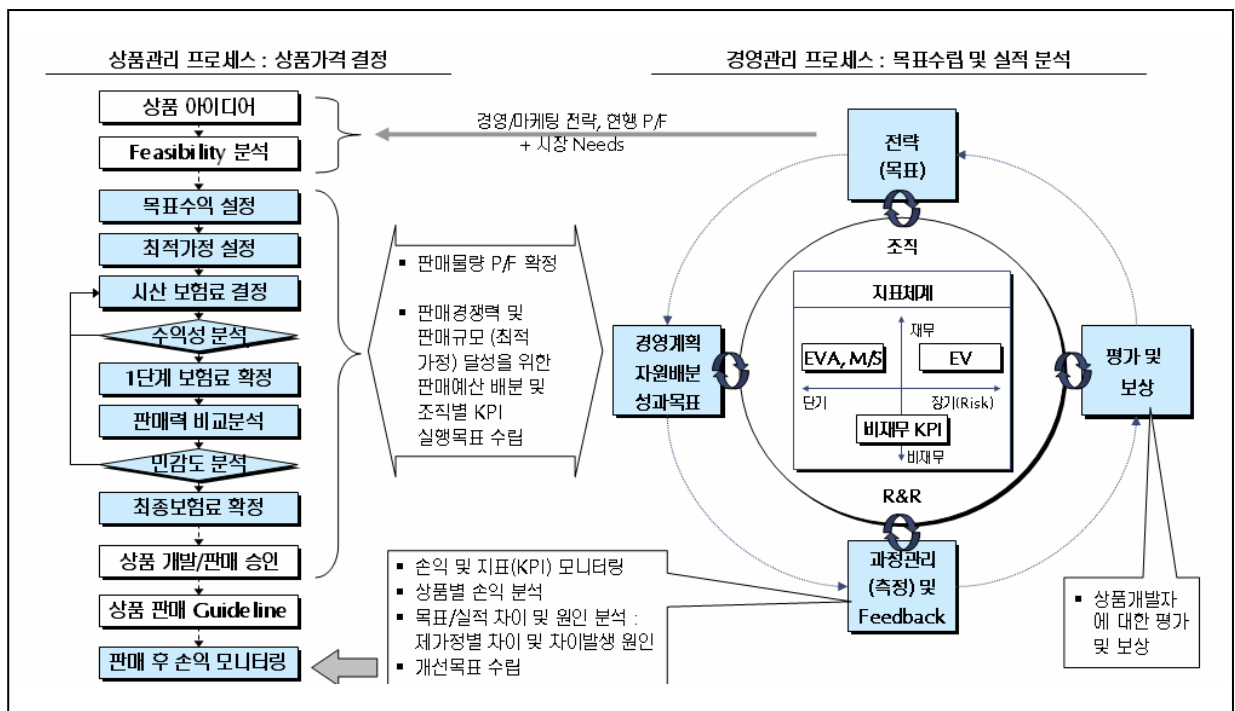 상품관리 프로세스 : 상품가격 결정
상품 아이디어
Feasibility 분석
목표수익 설정
최적가정 설정
시산 보험료 결정
수익성 분석
1단계 보험료 확정
판매력 비교분석
민감도 분석
최종보험료 확정
상품 개발/판매 승인
상품 판매 Guideline
판매 후 손익 모니터링
경영/마케팅 전략, 현행 P/F
+ 시장 Needs
▪ 판매물량 P/F 확정
▪ 판매경쟁력 및
판매규모 (최적
가정) 달성을 위한
판매예산 배분 및
조직별 KPI
실행목표 수립
▪ 손익 및 지표(KPI) 모니터링
▪ 상품별 손익 분석
▪ 목표/실적 차이 및 원인 분석 :
제가정별 차이 및 차이발생 원인
▪ 개선목표 수립
경영관리 프로세스 : 목표수립 및 실적 분석
전략
(목표)
조직
지표체계
재무
EVA, M/S
EV
단기
장기(Risk)
비재무 KPI
비재무
경영계획
자원배분
성과목표
평가 및
보상
R&R
과정관리
(측정) 및
Feedback
▪ 상품개발자
에 대한 평가
및 보상